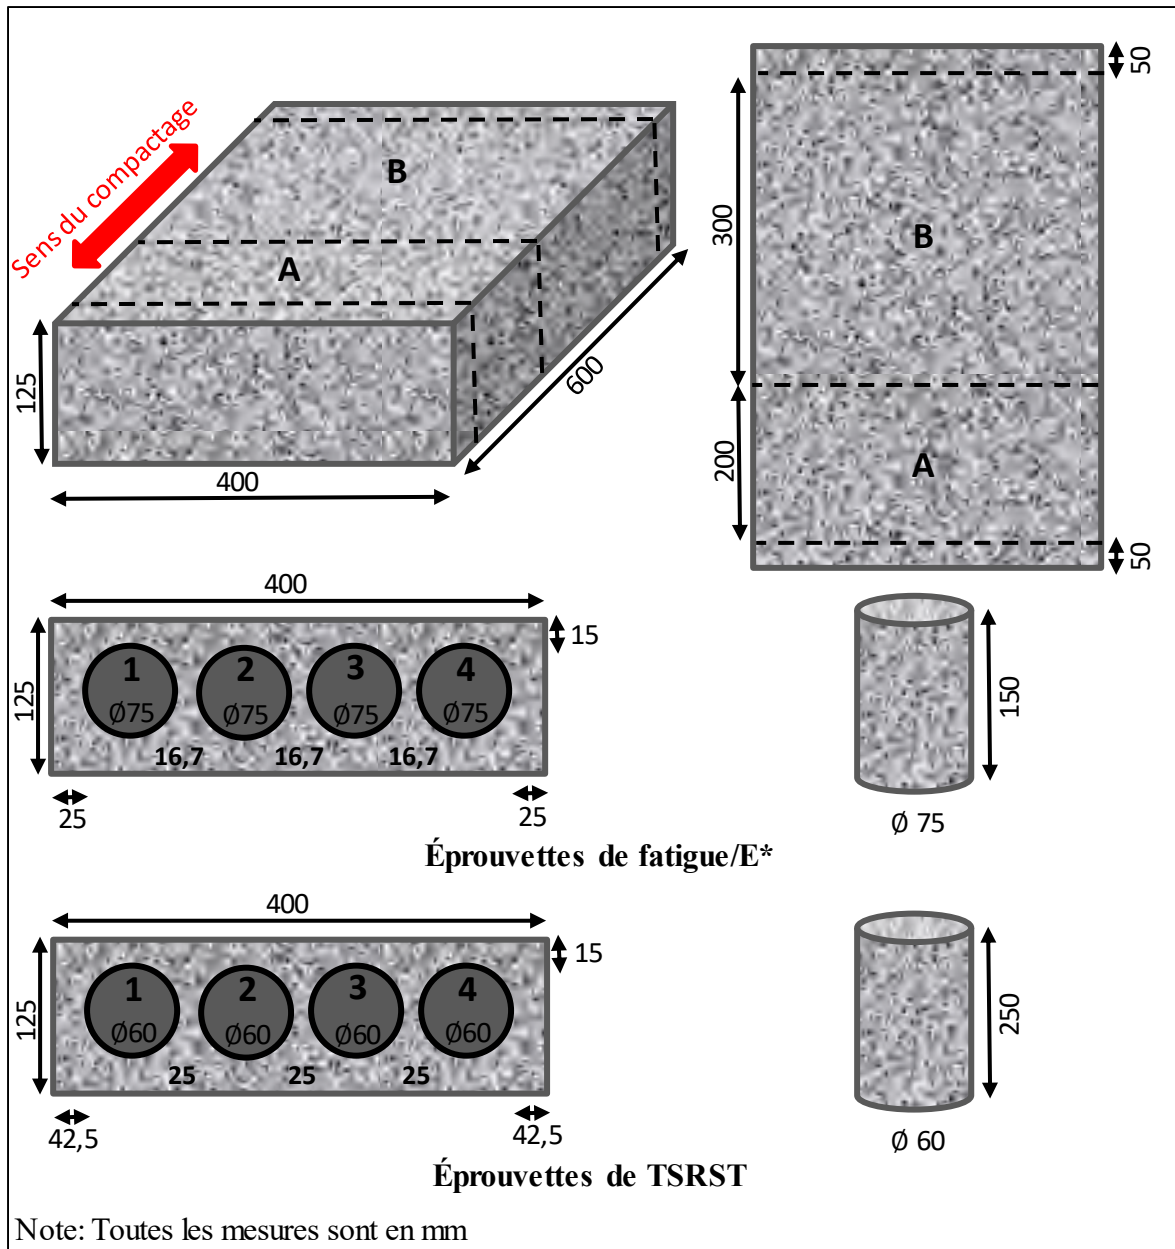 Sens du compactage
B
A
125
400
600
50
300
B
200
A
50
400
15
125
1
2
3
4
Ø75
Ø75
Ø75
Ø75
16,7
16,7
16,7
25
25
150
Ø 75
Éprouvettes de fatigue/E*
400
15
125
1
2
3
4
Ø60
Ø60
Ø60
Ø60
25
25
25
42,5
42,5
250
Ø 60
Éprouvettes de TSRST
Note: Toutes les mesures sont en mm